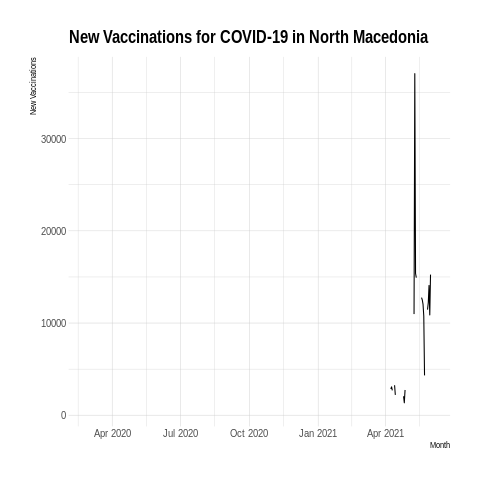 New Vaccinations for COVID-19 in North Macedonia
New Vaccinations
30000
20000
10000
0
Apr 2020 Jul 2020 Oct 2020 Jan 2021 Apr 2021
Month